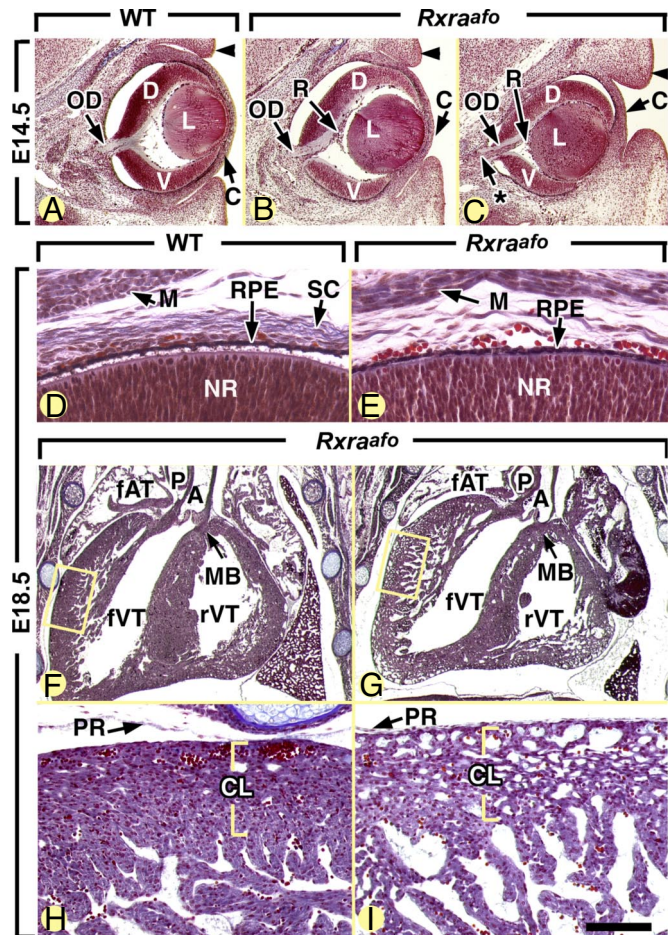 WT Rxraafo
E14.5
OD D L V C A
OD R D L V C B
OD R D L V C * C
WT Rxraafo
M RPE SC NR D
M RPE NR E
Rxraafo
E18.5
fAT P A MB fVT rVT F
fAT P A MB fVT rVT G
PR CL H
PR CL I